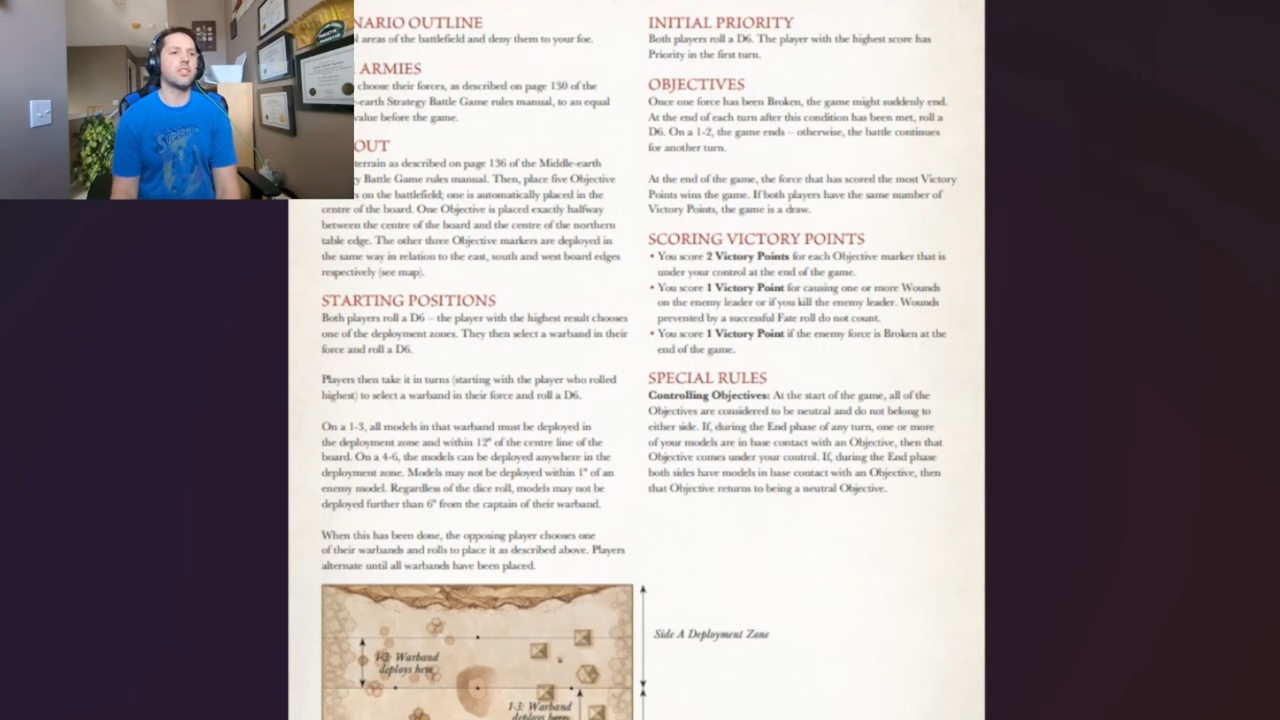 NARIO OUTLINE
areas of the battlefield and deny them to your foe.
ARMIES
choose their forces, as described on page 130 of the
-earth Strategy Battle Game rules manual, to an equal
value before the game.
OUT
terrain as described on page 136 of the Middle-earth
y Battle Game rules manual. Then, place five Objective
s on the battlefield; one is automatically placed in the
centre of the board. One Objective is placed exactly halfway
between the centre of the board and the centre of the northern
table edge. The other three Objective markers are deployed in
the same way in relation to the east, south and west board edges
respectively (see map).
STARTING POSITIONS
Both players roll a D6 – the player with the highest result chooses
one of the deployment zones. They then select a warband in their
force and roll a D6.
Players then take it in turns (starting with the player who rolled
highest) to select a warband in their force and roll a D6.
On a 1-3, all models in that warband must be deployed in
the deployment zone and within 12" of the centre line of the
board. On a 4-6, the models can be deployed anywhere in the
deployment zone. Models may not be deployed within 1" of an
enemy model. Regardless of the dice roll, models may not be
deployed further than 6" from the captain of their warband.
When this has been done, the opposing player chooses one
of their warbands and rolls to place it as described above. Players
alternate until all warbands have been placed.
1-3: Warband
deploys here
1-3: Warband
deploys here
INITIAL PRIORITY
Both players roll a D6. The player with the highest score has
Priority in the first turn.
OBJECTIVES
Once one force has been Broken, the game might suddenly end.
At the end of each turn after this condition has been met, roll a
D6. On a 1-2, the game ends – otherwise, the battle continues
for another turn.
At the end of the game, the force that has scored the most Victory
Points wins the game. If both players have the same number of
Victory Points, the game is a draw.
SCORING VICTORY POINTS
• You score 2 Victory Points for each Objective marker that is
under your control at the end of the game.
• You score 1 Victory Point for causing one or more Wounds
on the enemy leader or if you kill the enemy leader. Wounds
prevented by a successful Fate roll do not count.
• You score 1 Victory Point if the enemy force is Broken at the
end of the game.
SPECIAL RULES
Controlling Objectives: At the start of the game, all of the
Objectives are considered to be neutral and do not belong to
either side. If, during the End phase of any turn, one or more
of your models are in base contact with an Objective, then that
Objective comes under your control. If, during the End phase
both sides have models in base contact with an Objective, then
that Objective returns to being a neutral Objective.
Side A Deployment Zone